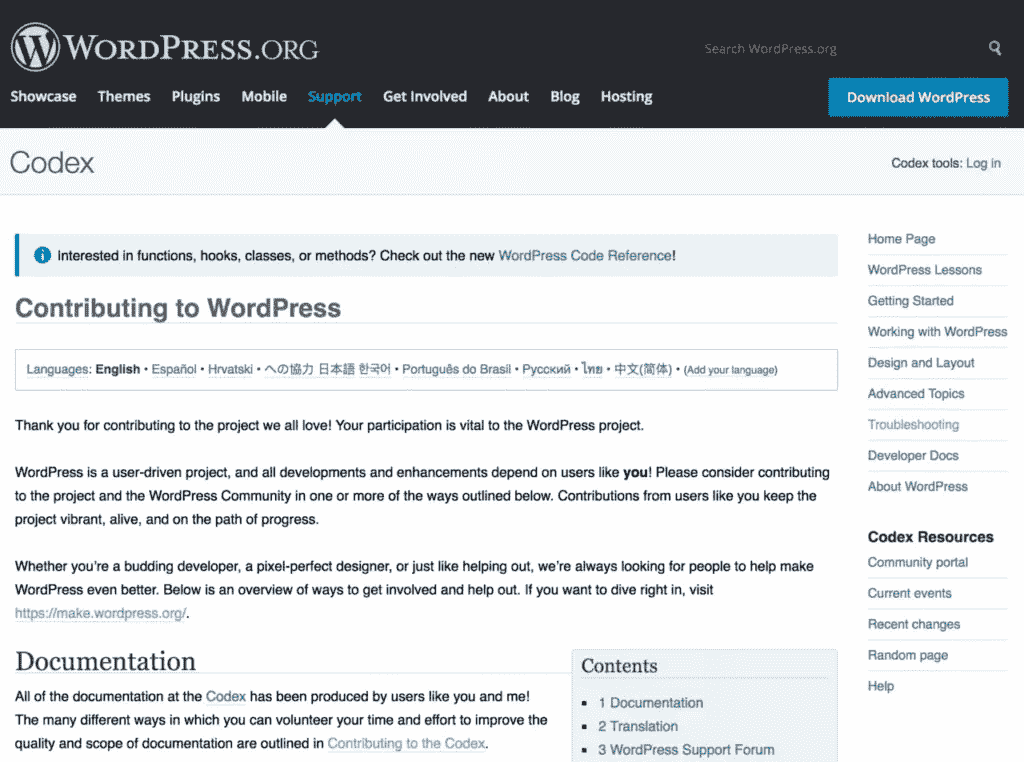 WORDPRESS.ORG
Search WordPress.org
Showcase Themes Plugins Mobile Support Get Involved About Blog Hosting
Download WordPress
Codex
Codex tools: Log in
Interested in functions, hooks, classes, or methods? Check out the new WordPress Code Reference!
Contributing to WordPress
Languages: English • Español • Hrvatski • への協力 日本語 한국어 • Português do Brasil • Русский • ไทย • 中文(简体) • (Add your language)
Thank you for contributing to the project we all love! Your participation is vital to the WordPress project.
WordPress is a user-driven project, and all developments and enhancements depend on users like you! Please consider contributing
to the project and the WordPress Community in one or more of the ways outlined below. Contributions from users like you keep the
project vibrant, alive, and on the path of progress.
Whether you're a budding developer, a pixel-perfect designer, or just like helping out, we're always looking for people to help make
WordPress even better. Below is an overview of ways to get involved and help out. If you want to dive right in, visit
https://make.wordpress.org/.
Documentation
All of the documentation at the Codex has been produced by users like you and me!
The many different ways in which you can volunteer your time and effort to improve the
quality and scope of documentation are outlined in Contributing to the Codex.
Contents
1 Documentation
2 Translation
3 WordPress Support Forum
Home Page
WordPress Lessons
Getting Started
Working with WordPress
Design and Layout
Advanced Topics
Troubleshooting
Developer Docs
About WordPress
Codex Resources
Community portal
Current events
Recent changes
Random page
Help